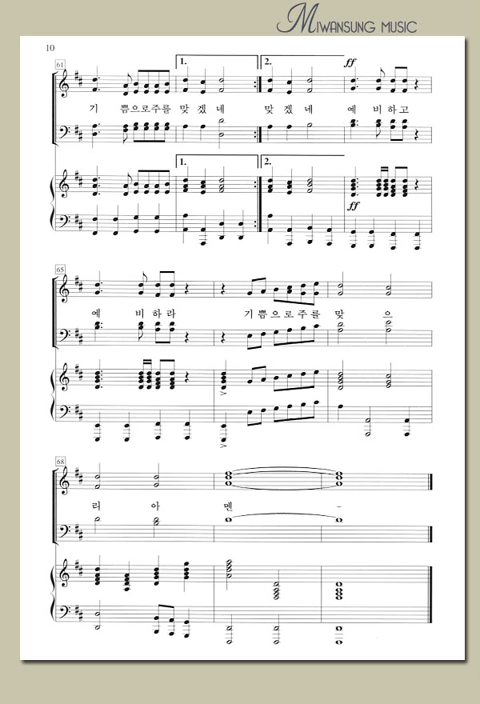 MIWANSUNG MUSIC
10
61
1. 2. ff
기 쁨으로주를 맞 겠 네 맞 겠 네 예 비 하 고
1. 2.
ff
65
예 비 하 라 기 쁨 으 로 주 를 맞 으
68
리 아 멘 -